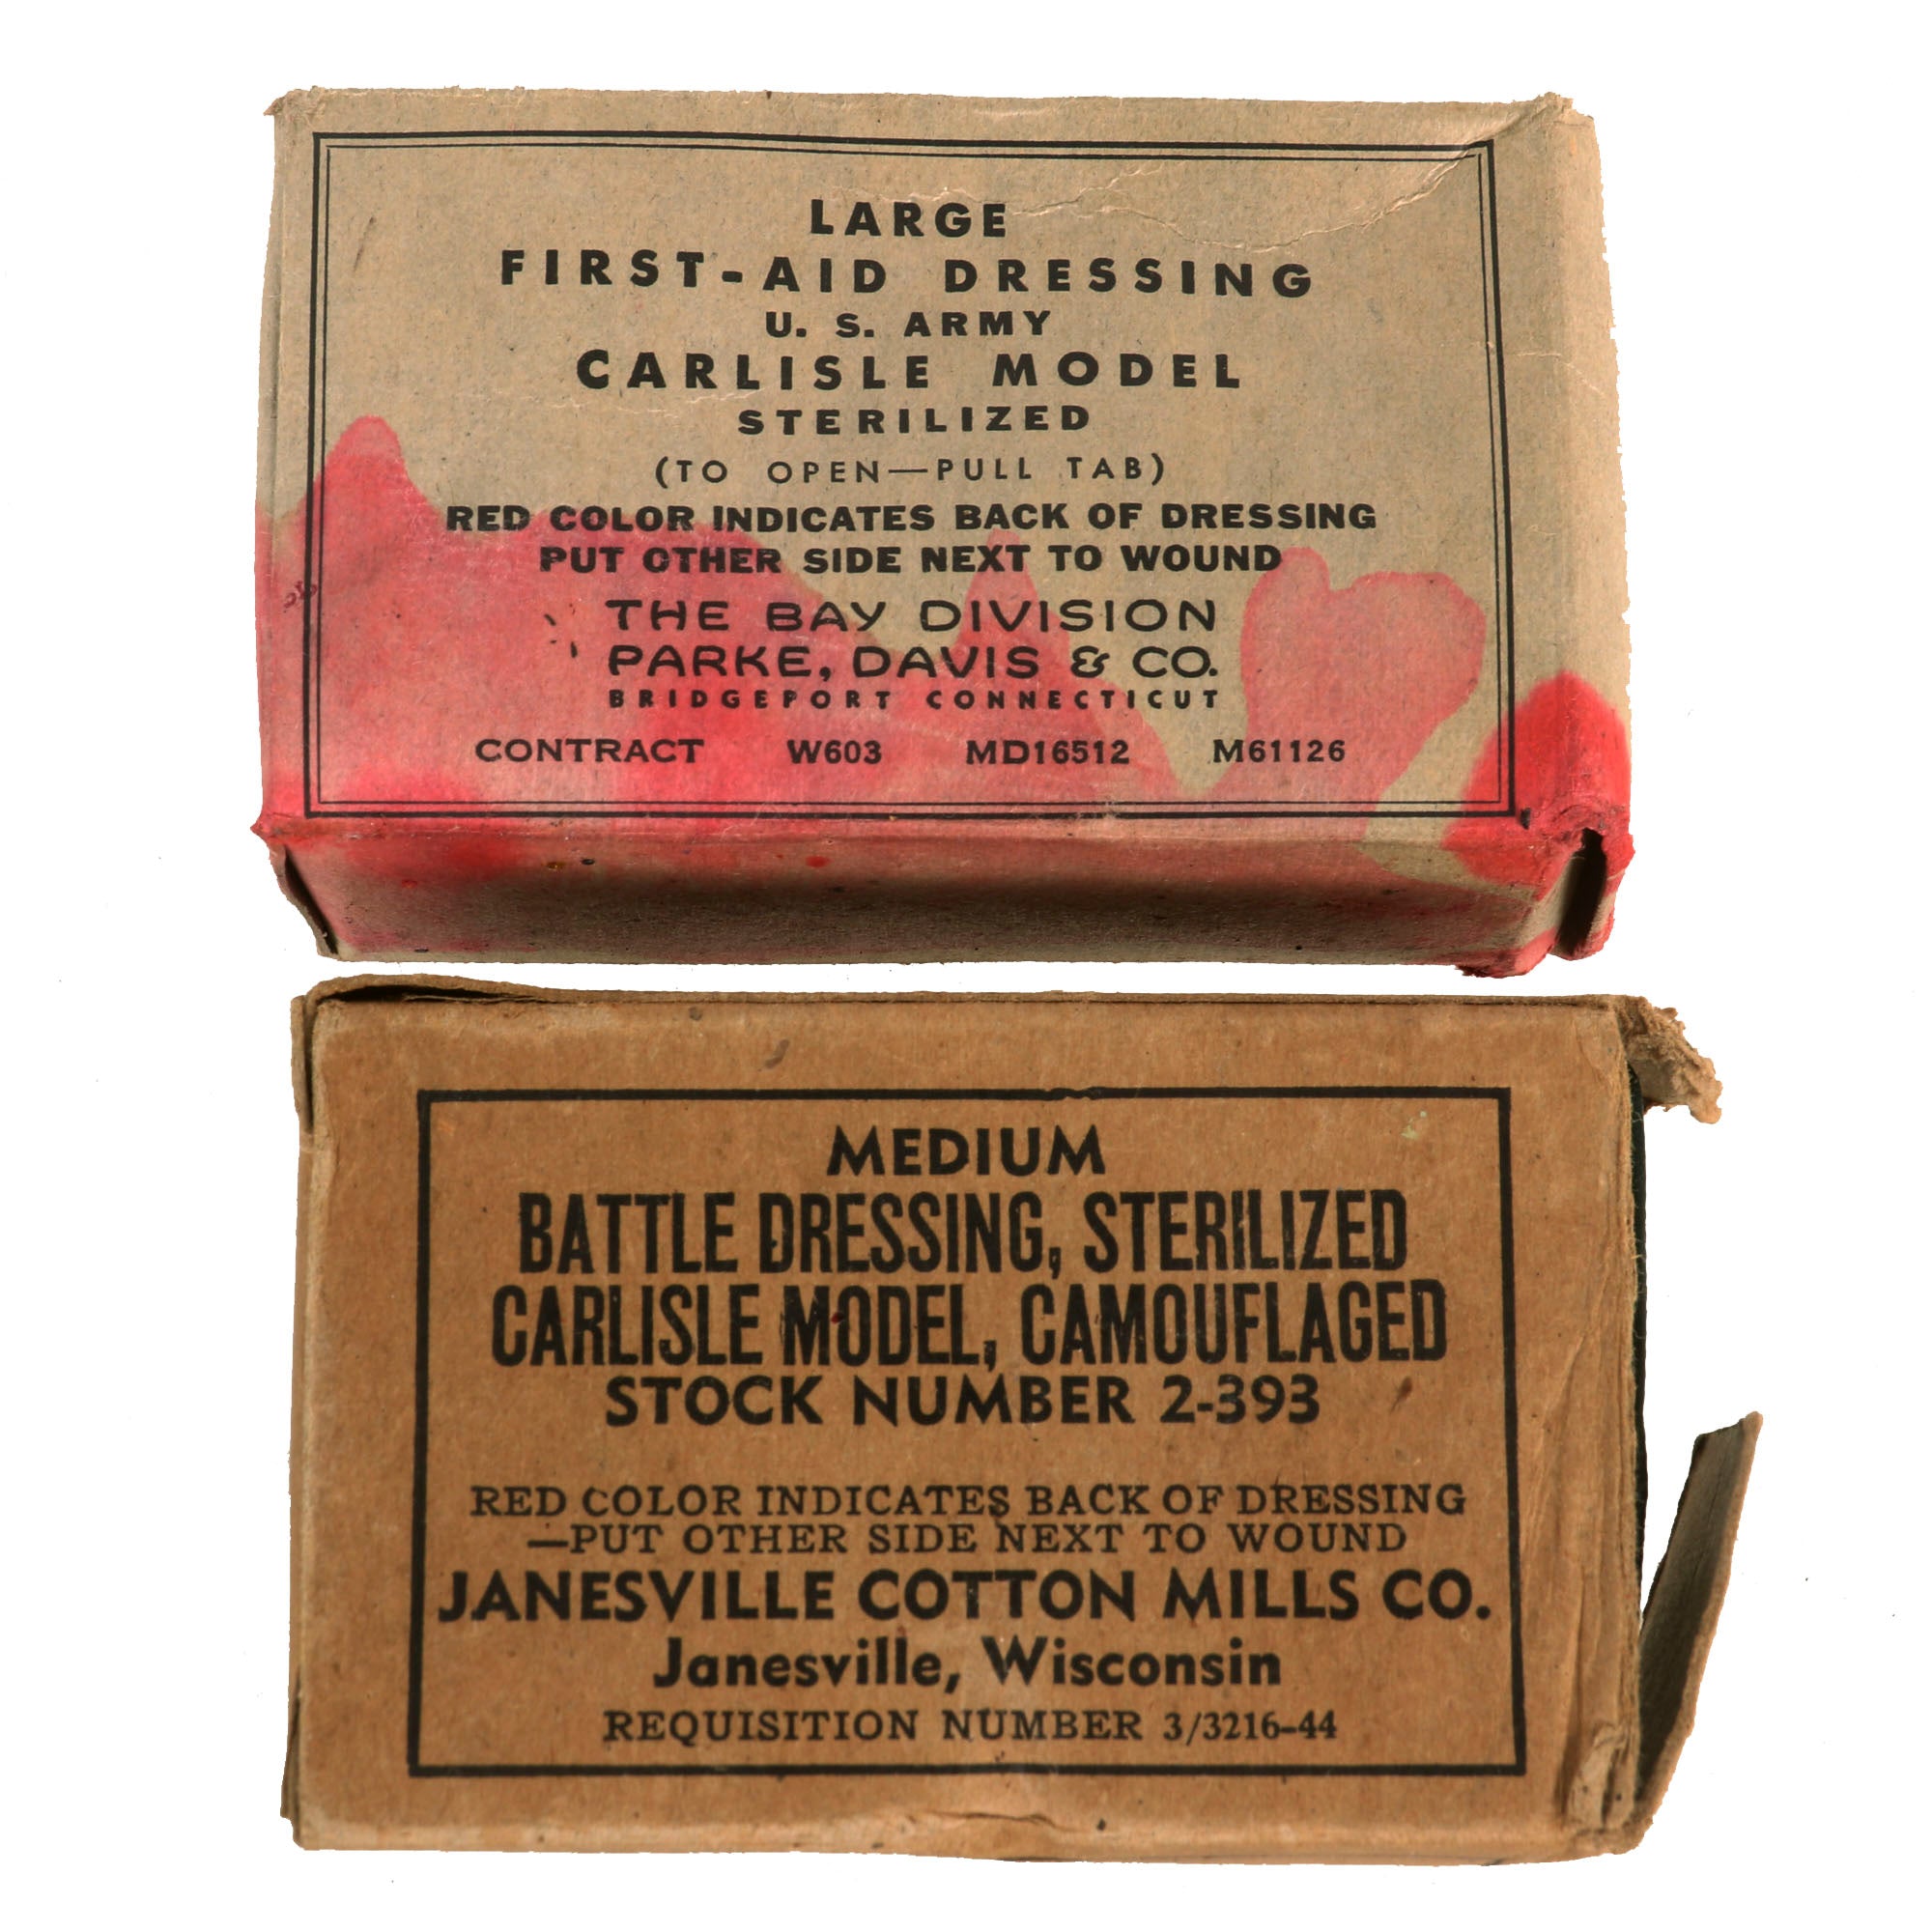 LARGE
FIRST-AID DRESSING
U. S. ARMY
CARLISLE MODEL
STERILIZED
(TO OPEN—PULL TAB)
RED COLOR INDICATES BACK OF DRESSING
PUT OTHER SIDE NEXT TO WOUND
THE BAY DIVISION
PARKE, DAVIS & CO.
BRIDGEPORT CONNECTICUT
CONTRACT W603 MD16512 M61126
MEDIUM
BATTLE DRESSING, STERILIZED
CARLISLE MODEL, CAMOUFLAGED
STOCK NUMBER 2-393
RED COLOR INDICATES BACK OF DRESSING
—PUT OTHER SIDE NEXT TO WOUND
JANESVILLE COTTON MILLS CO.
Janesville, Wisconsin
REQUISITION NUMBER 3/3216-44